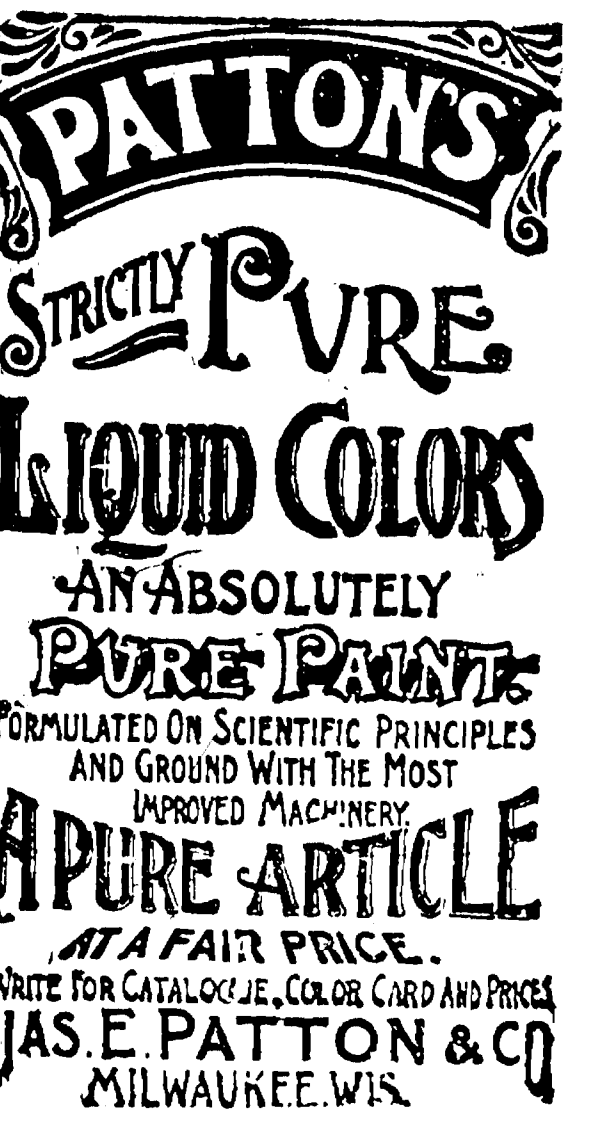 PATTON'S
STRICTLY PURE
LIQUID COLORS
AN ABSOLUTELY
PURE PAINT.
FORMULATED ON SCIENTIFIC PRINCIPLES
AND GROUND WITH THE MOST
IMPROVED MACHINERY.
A PURE ARTICLE
AT A FAIR PRICE.
WRITE FOR CATALOGUE, COLOR CARD AND PRICES
JAS. E. PATTON & CO
MILWAUKEE. WIS.